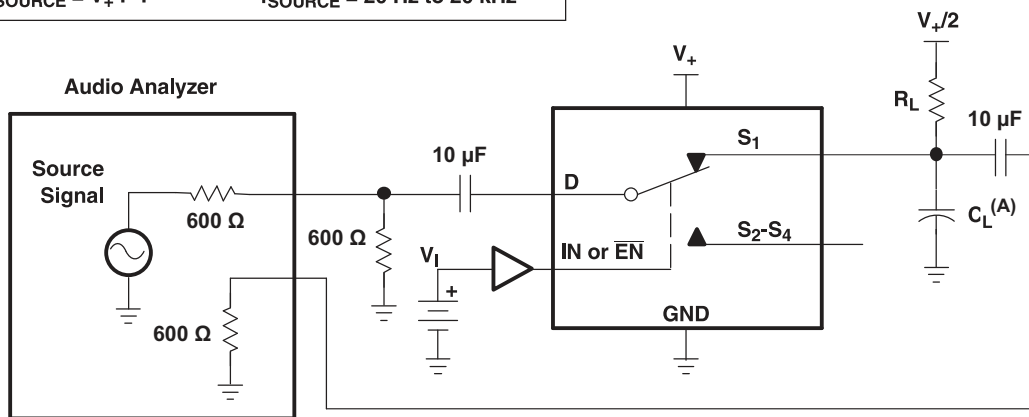 SOURCE = V+ P-P fSOURCE = 20 Hz to 20 kHz
V+/2
Audio Analyzer
V+
RL
10 µF
Source
Signal
10 µF
S1
D
600 Ω
600 Ω
CL(A)
S2-S4
VI
IN or EN
+
600 Ω
GND